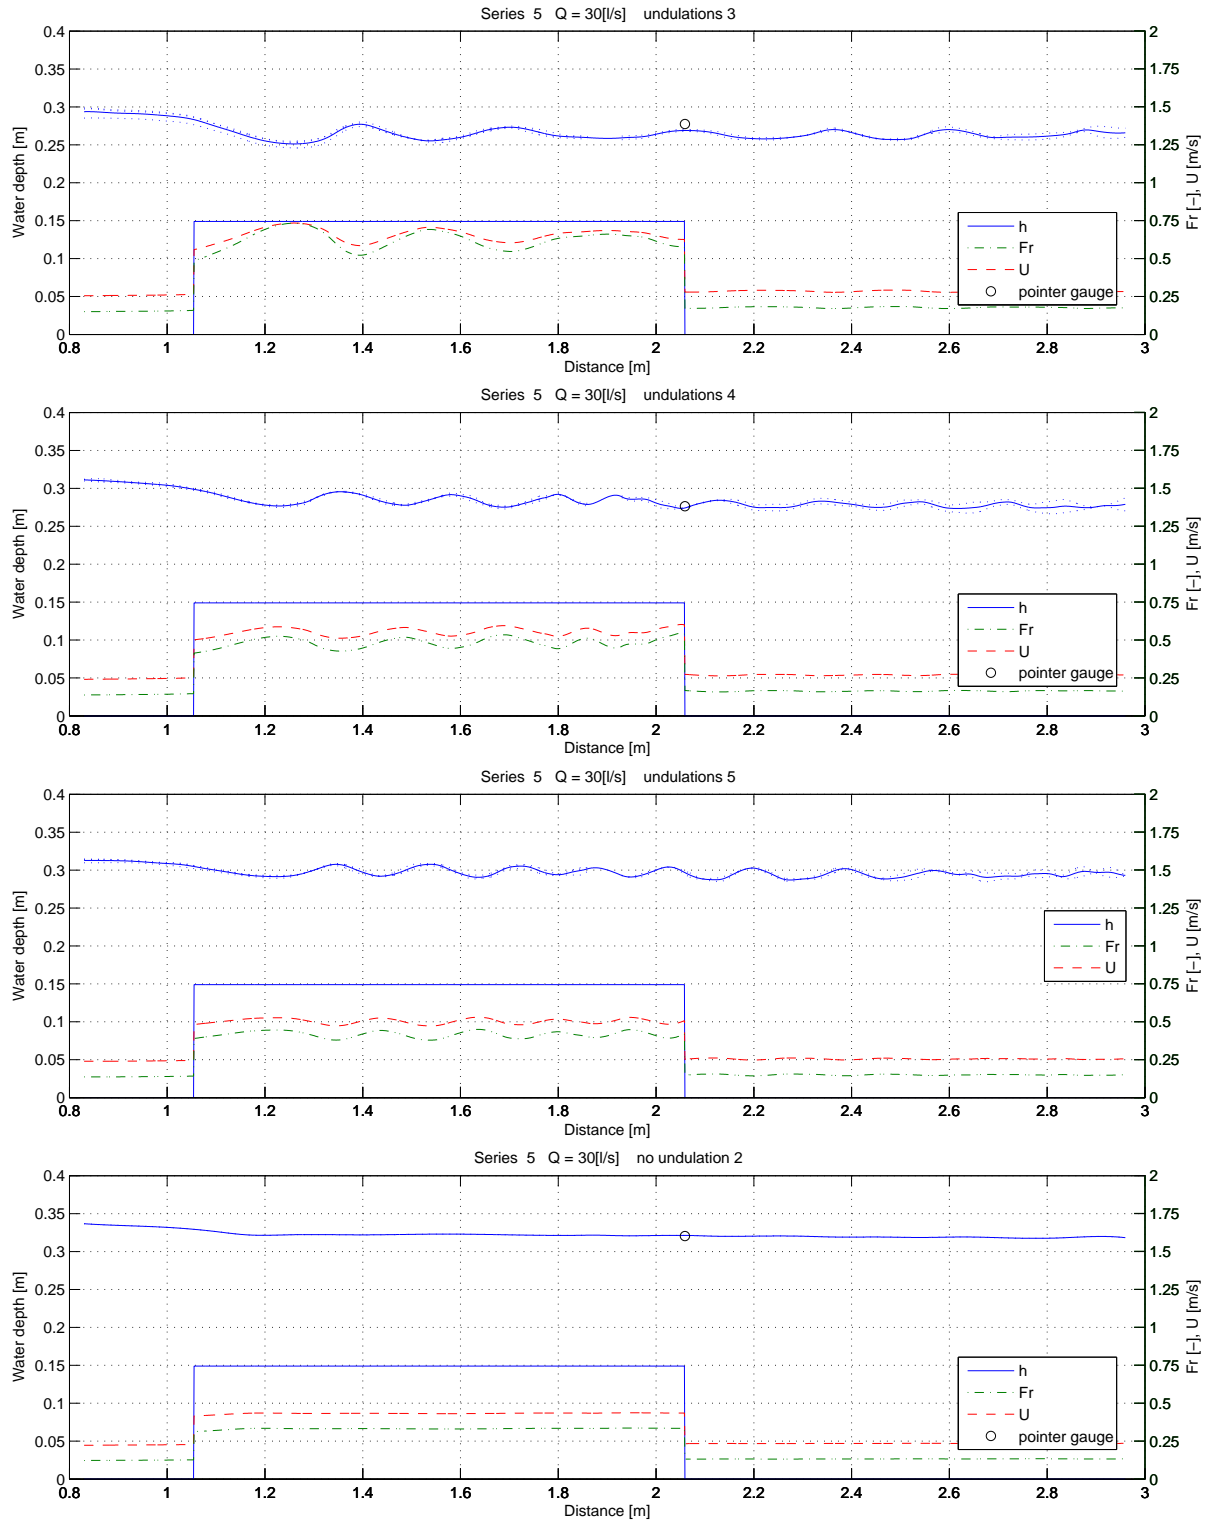 Series 5 Q = 30[l/s] undulations 3
0.4
0.35
0.3
0.25
0.2
0.15
0.1
0.05
0
Water depth [m]
2
1.75
1.5
1.25
1
0.75
0.5
0.25
0
Fr [−], U [m/s]
h
Fr
U
pointer gauge
0.8 1 1.2 1.4 1.6 1.8 2 2.2 2.4 2.6 2.8 3
Distance [m]
Series 5 Q = 30[l/s] undulations 4
0.4
0.35
0.3
0.25
0.2
0.15
0.1
0.05
0
Water depth [m]
2
1.75
1.5
1.25
1
0.75
0.5
0.25
0
Fr [−], U [m/s]
h
Fr
U
pointer gauge
0.8 1 1.2 1.4 1.6 1.8 2 2.2 2.4 2.6 2.8 3
Distance [m]
Series 5 Q = 30[l/s] undulations 5
0.4
0.35
0.3
0.25
0.2
0.15
0.1
0.05
0
Water depth [m]
2
1.75
1.5
1.25
1
0.75
0.5
0.25
0
Fr [−], U [m/s]
h
Fr
U
0.8 1 1.2 1.4 1.6 1.8 2 2.2 2.4 2.6 2.8 3
Distance [m]
Series 5 Q = 30[l/s] no undulation 2
0.4
0.35
0.3
0.25
0.2
0.15
0.1
0.05
0
Water depth [m]
2
1.75
1.5
1.25
1
0.75
0.5
0.25
0
Fr [−], U [m/s]
h
Fr
U
pointer gauge
0.8 1 1.2 1.4 1.6 1.8 2 2.2 2.4 2.6 2.8 3
Distance [m]